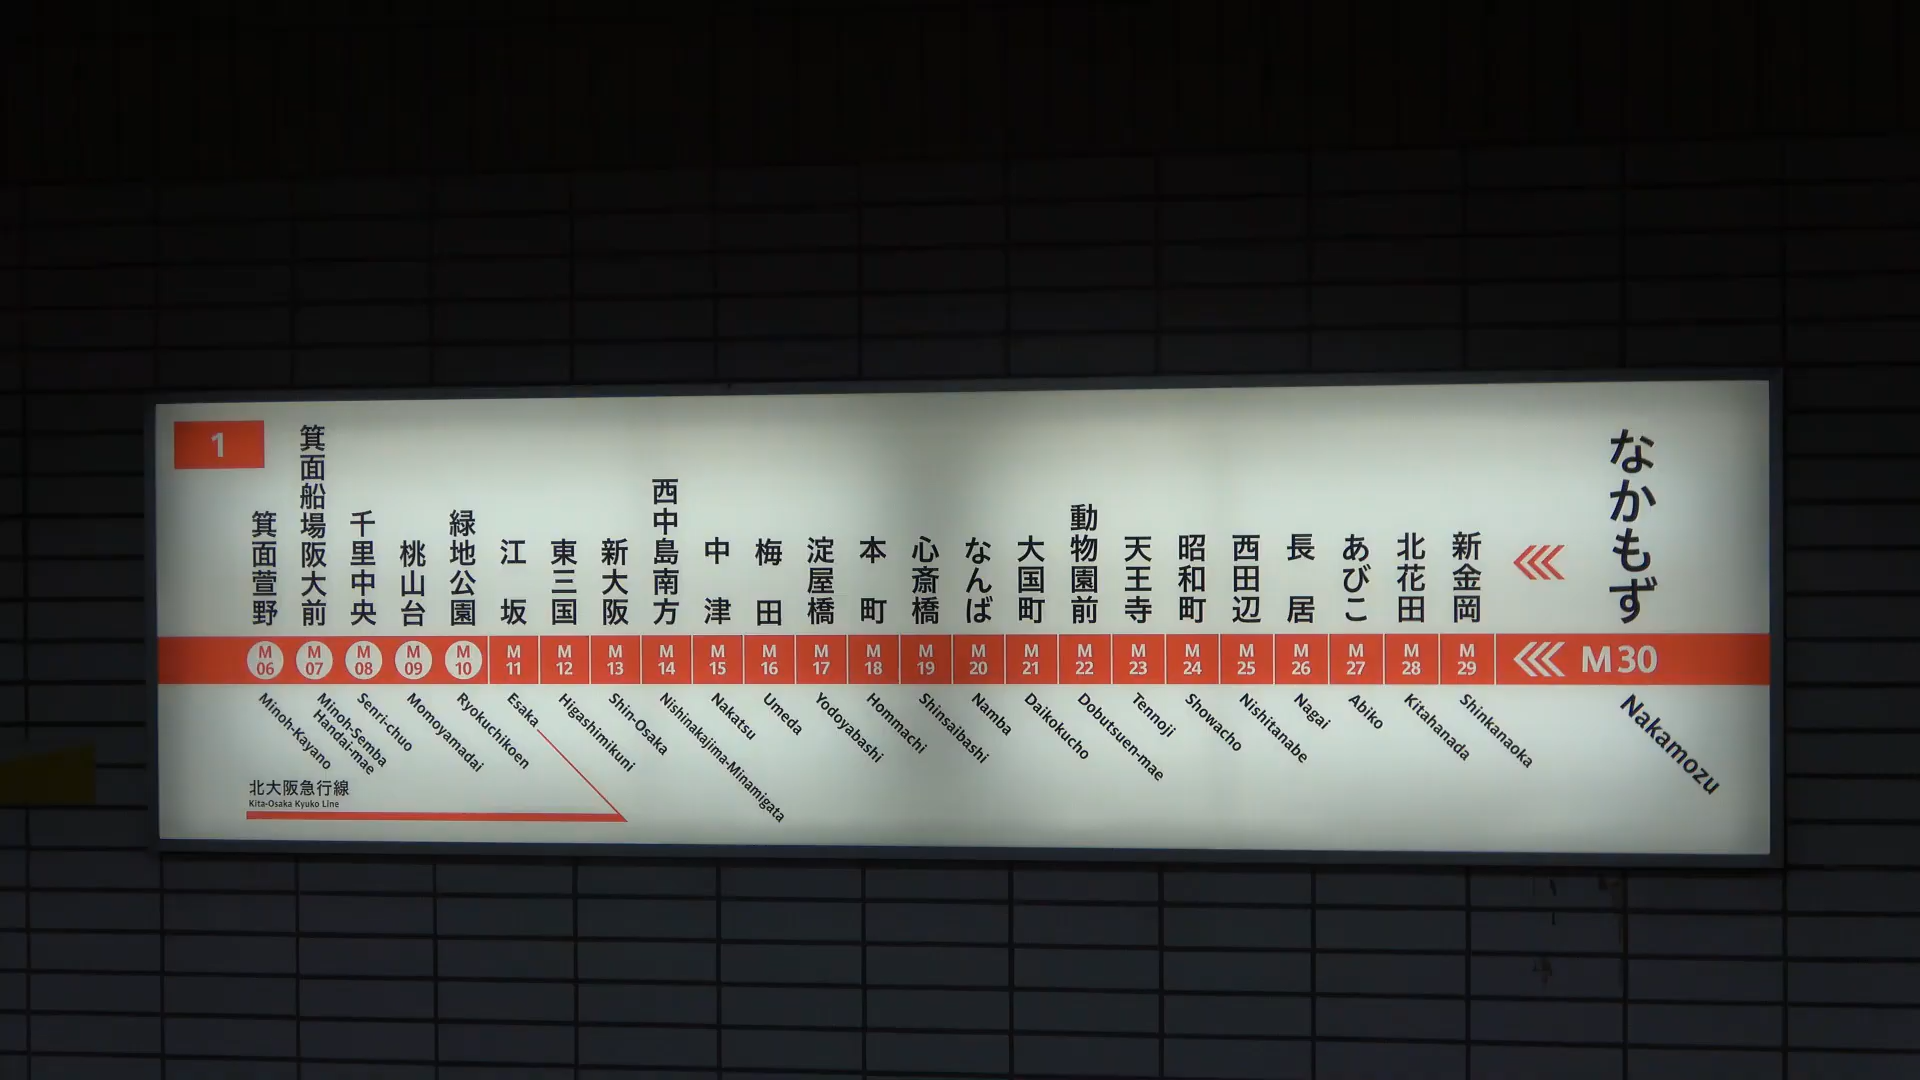 1
箕面萱野
箕面船場阪大前
千里中央
桃山台
緑地公園
江坂
東三国
新大阪
西中島南方
中津
梅田
淀屋橋
本町
心斎橋
なんば
大国町
動物園前
天王寺
昭和町
西田辺
長居
あびこ
北花田
新金岡
なかもず
M 06
M 07
M 08
M 09
M 10
M 11
M 12
M 13
M 14
M 15
M 16
M 17
M 18
M 19
M 20
M 21
M 22
M 23
M 24
M 25
M 26
M 27
M 28
M 29
M 30
Minoh-Kayano
Minoh-Semba
Handai-mae
Senri-chuo
Momoyamadai
Ryokuchikoen
Esaka
Higashimikuni
Shin-Osaka
Nishinakajima-Minamigata
Nakatsu
Umeda
Yodoyabashi
Hommachi
Shinsaibashi
Namba
Daikokucho
Dobutsuen-mae
Tennoji
Showacho
Nishitanabe
Nagai
Abiko
Kitahanada
Shinkanaoka
Nakamozu
北大阪急行線
Kita-Osaka Kyuko Line